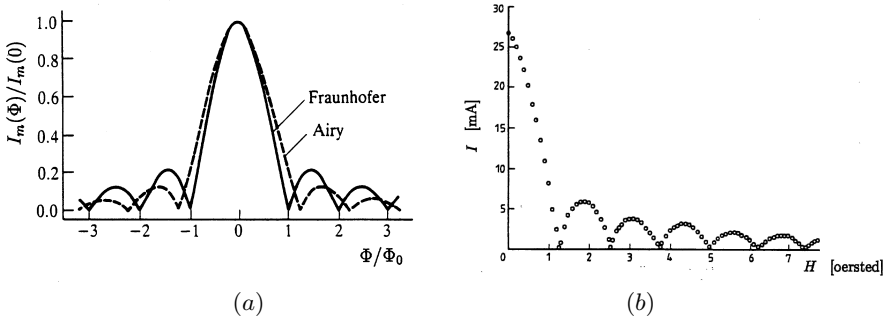 I_m(Φ)/I_m(0)
1.0
0.8
0.6
0.4
0.2
0.0
Fraunhofer
Airy
−3 −2 −1 0 1 2 3
Φ/Φ_0
(a)
30
25
20
15
10
5
I [mA]
0 1 2 3 4 5 6 7
H [oersted]
(b)